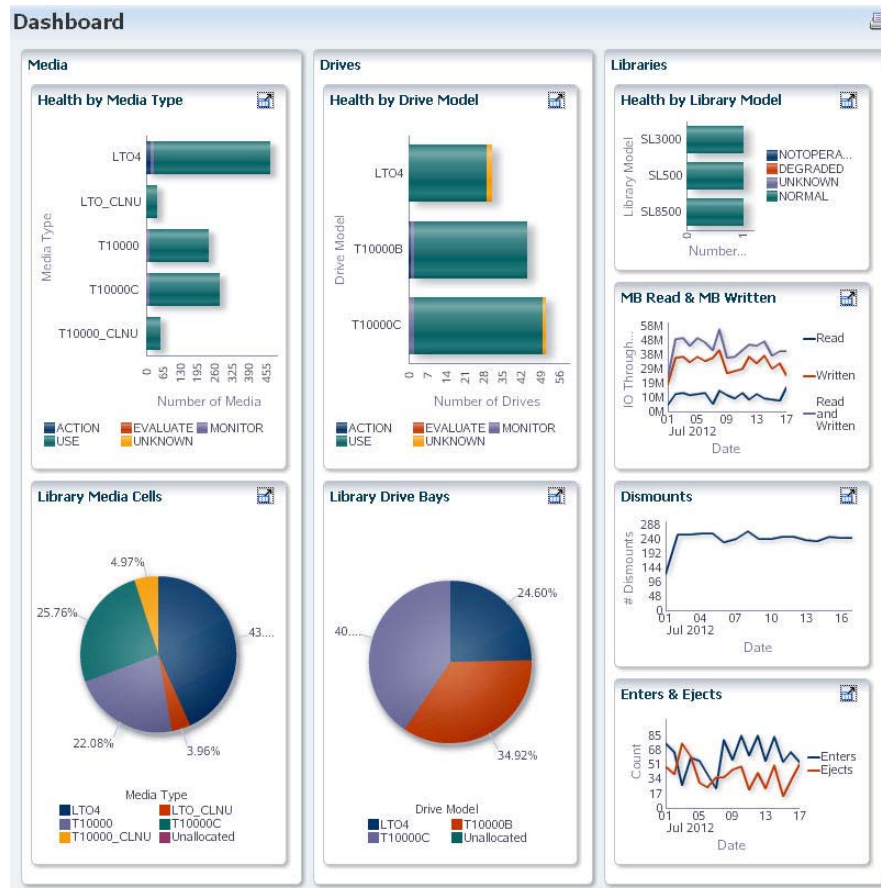 Dashboard
Media
Health by Media Type
Media Type
LTO4
LTO_CLNU
T10000
T10000C
T10000_CLNU
0 65 130 195 260 325 390 455
Number of Media
ACTION EVALUATE MONITOR
USE UNKNOWN
Library Media Cells
4.97%
25.76%
43....
22.08%
3.96%
Media Type
LTO4 LTO_CLNU
T10000 T10000C
T10000_CLNU Unallocated
Drives
Health by Drive Model
Drive Model
LTO4
T10000B
T10000C
0 7 14 21 28 35 42 49 56
Number of Drives
ACTION EVALUATE MONITOR
USE UNKNOWN
Library Drive Bays
24.60%
40....
34.92%
Drive Model
LTO4 T10000B
T10000C Unallocated
Libraries
Health by Library Model
Library Model
SL3000
SL500
SL8500
0 1
Number...
NOTOPERA...
DEGRADED
UNKNOWN
NORMAL
MB Read & MB Written
IO Through...
58M
48M
38M
29M
19M
10M
0M
01 05 09 13 17
Jul 2012
Date
Read
Written
Read
and
Written
Dismounts
# Dismounts
288
240
192
144
96
48
0
01 04 07 10 13 16
Jul 2012
Date
Enters & Ejects
Count
85
68
51
34
17
0
01 05 09 13 17
Jul 2012
Date
Enters
Ejects